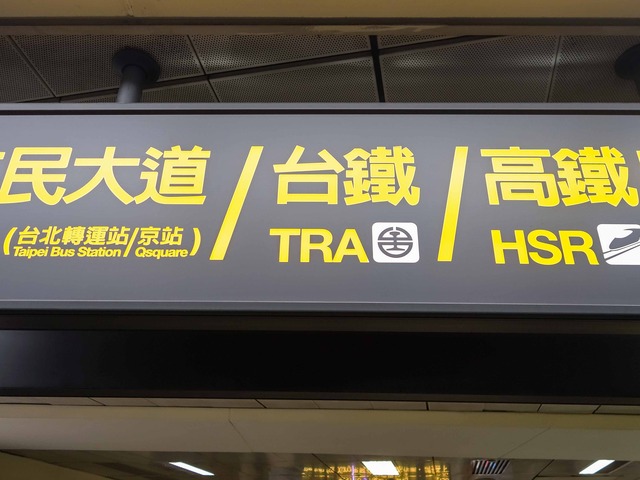 民大道 / 台鐵 / 高鐵
(台北轉運站/京站) TRA HSR
Taipei Bus Station / Qsquare